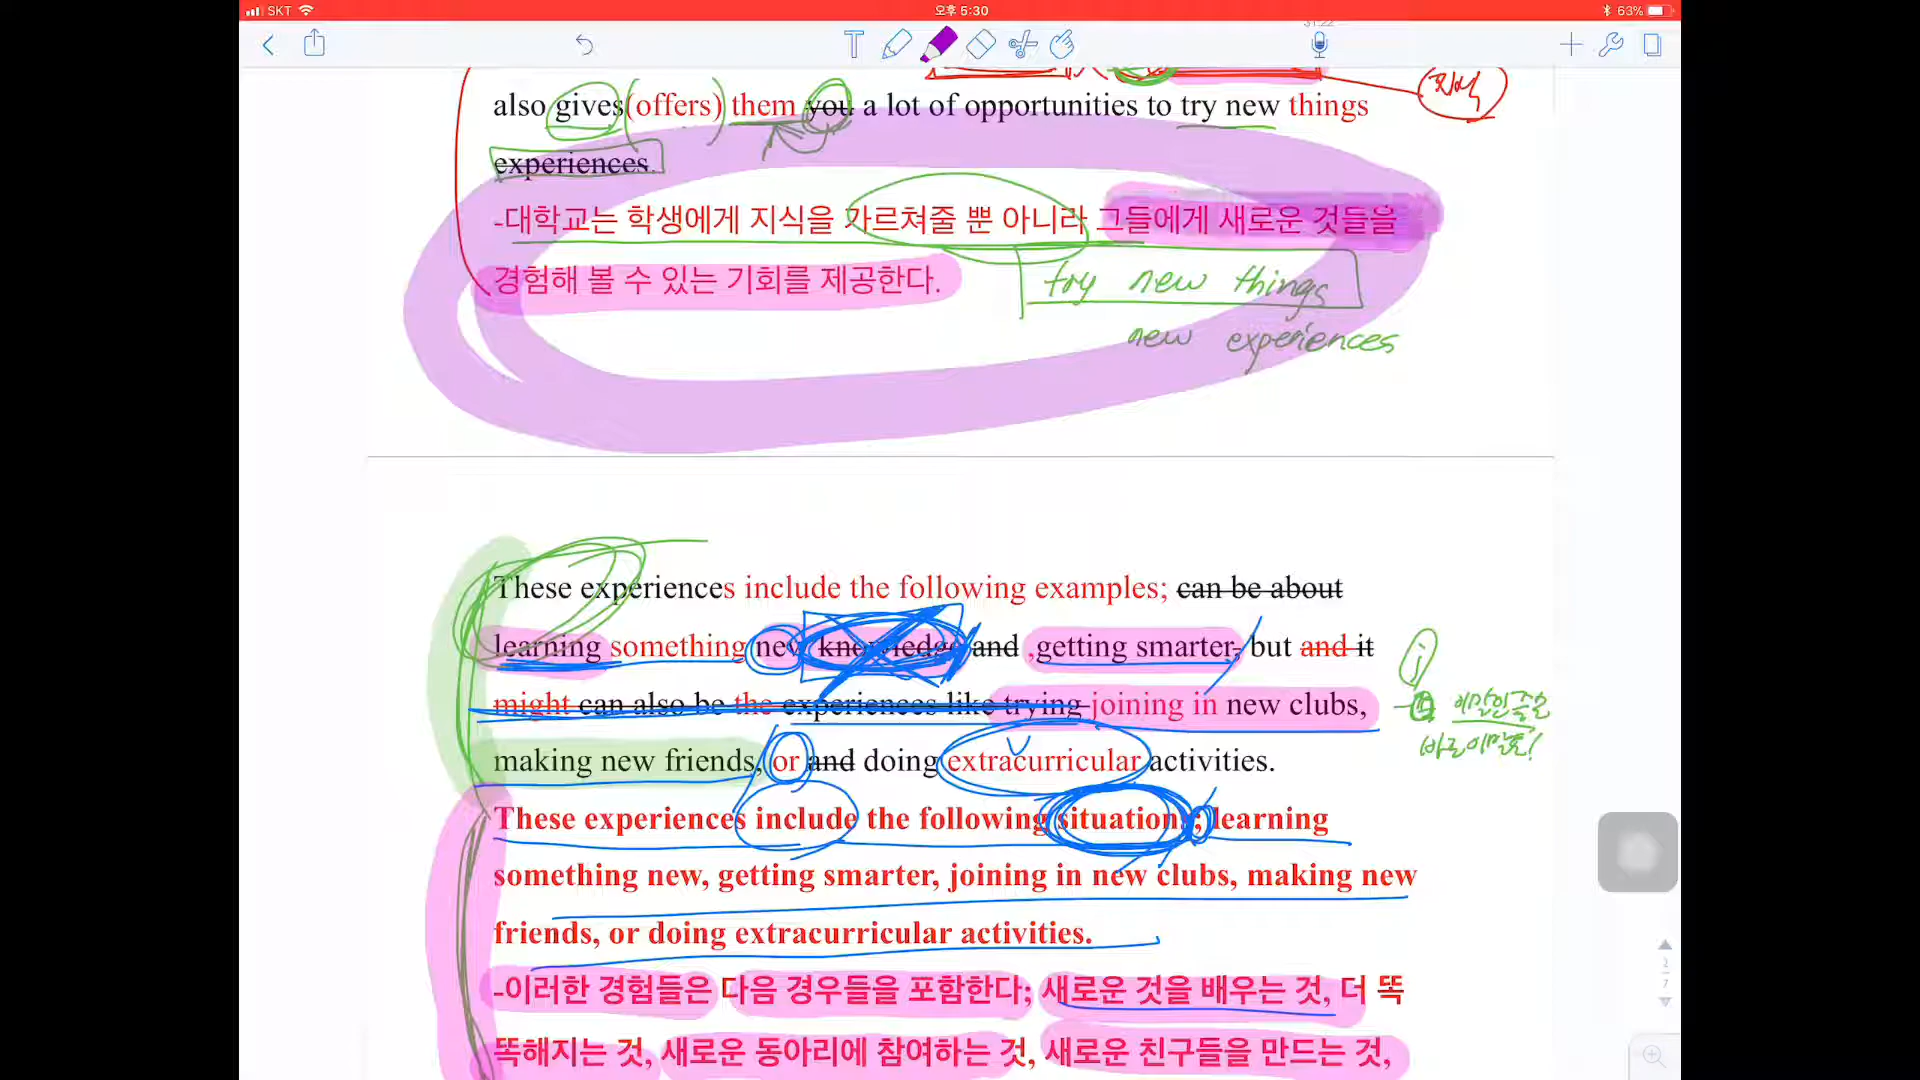 SKT
오후 5:30
63%
also gives(offers) them you a lot of opportunities to try new things
experiences.
-대학교는 학생에게 지식을 가르쳐줄 뿐 아니라 그들에게 새로운 것들을
경험해 볼 수 있는 기회를 제공한다.
try new things
new experiences
These experiences include the following examples; can be about
learning something new knowledge and ,getting smarter, but and it
might can also be the experiences like trying joining in new clubs,
making new friends, or and doing extracurricular activities.
These experiences include the following situations; learning
something new, getting smarter, joining in new clubs, making new
friends, or doing extracurricular activities.
-이러한 경험들은 다음 경우들을 포함한다; 새로운 것을 배우는 것, 더 똑
똑해지는 것, 새로운 동아리에 참여하는 것, 새로운 친구들을 만드는 것,